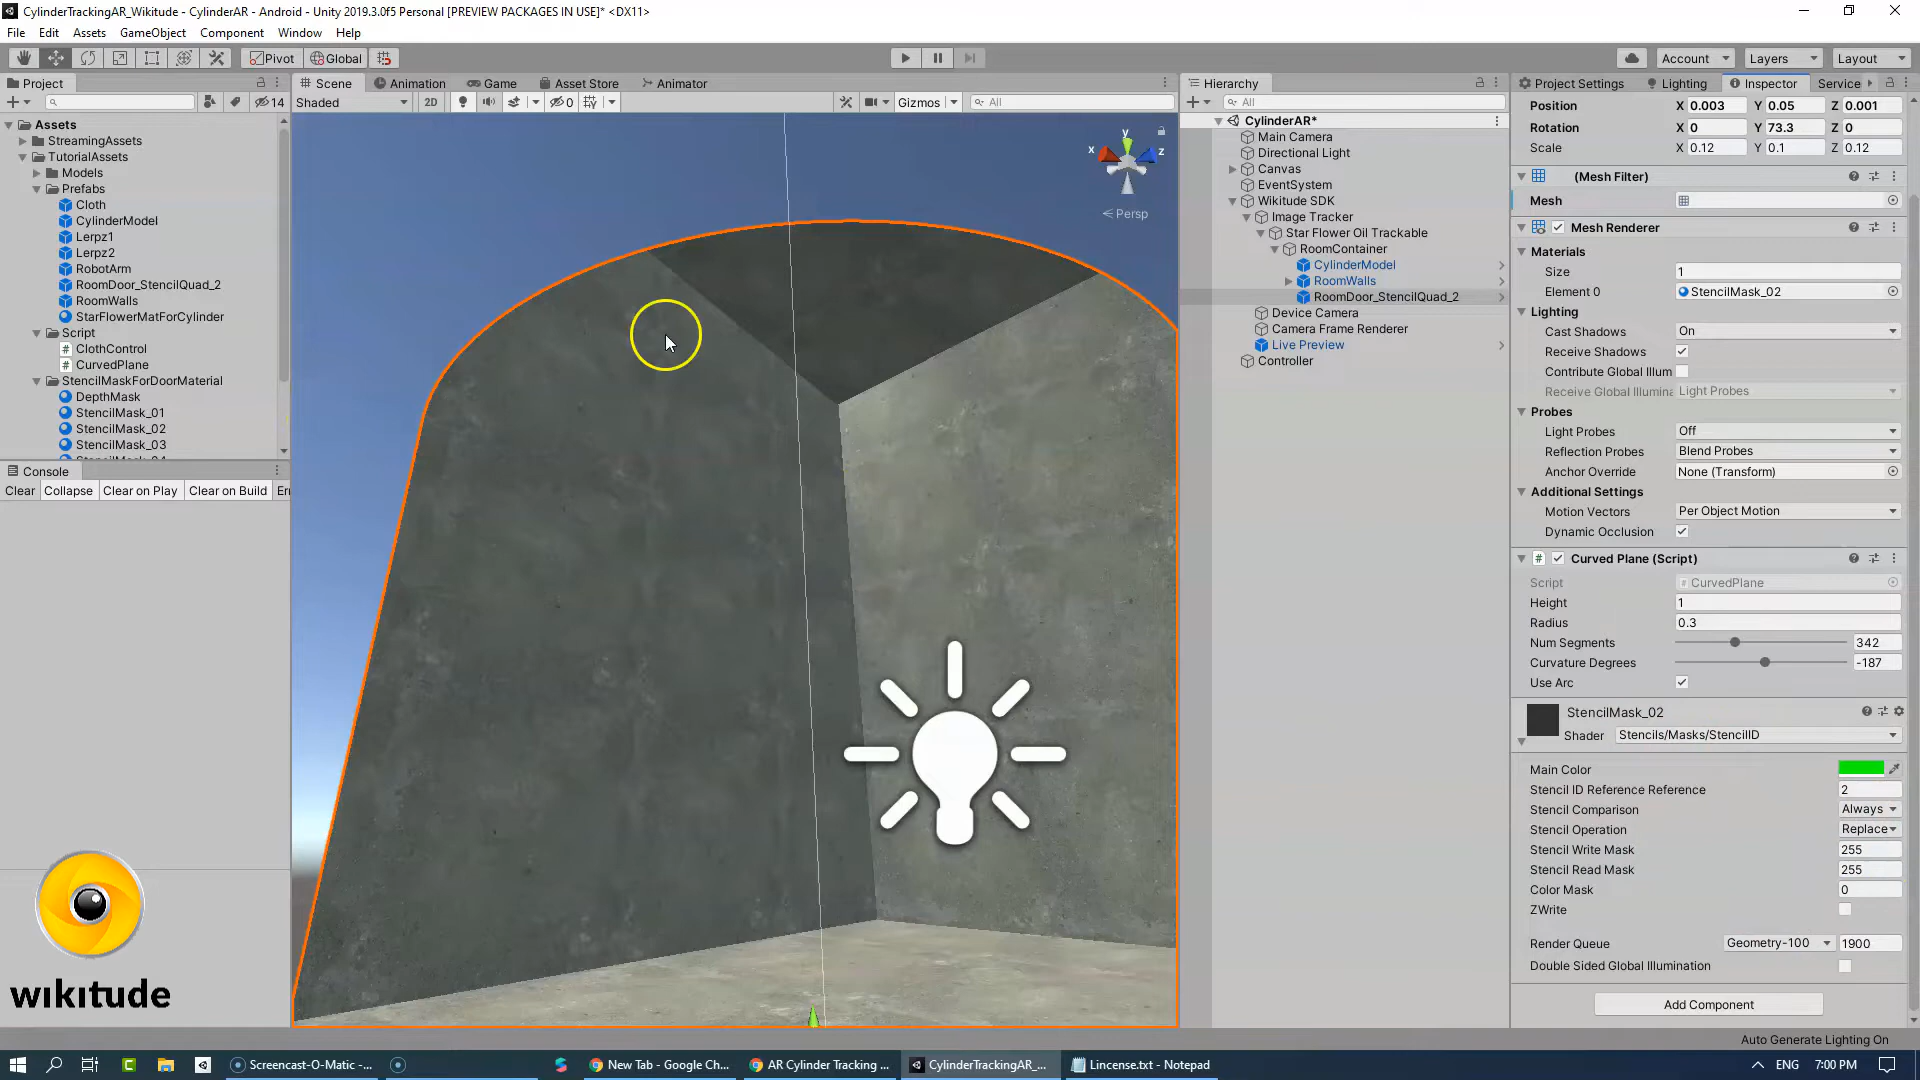 CylinderTrackingAR_Wikitude - CylinderAR - Android - Unity 2019.3.0f5 Personal [PREVIEW PACKAGES IN USE]* <DX11>
File Edit Assets GameObject Component Window Help
Pivot Global Account Layers Layout
Project Scene Animation Game Asset Store Animator Hierarchy Project Settings Lighting Inspector Service
14 Shaded 2D 0 Gizmos All All
Assets
StreamingAssets
TutorialAssets
Models
Prefabs
Cloth
CylinderModel
Lerpz1
Lerpz2
RobotArm
RoomDoor_StencilQuad_2
RoomWalls
StarFlowerMatForCylinder
Script
ClothControl
CurvedPlane
StencilMaskForDoorMaterial
DepthMask
StencilMask_01
StencilMask_02
StencilMask_03
Console
Clear Collapse Clear on Play Clear on Build Er
wikitude
y
x z
Persp
CylinderAR*
Main Camera
Directional Light
Canvas
EventSystem
Wikitude SDK
Image Tracker
Star Flower Oil Trackable
RoomContainer
CylinderModel
RoomWalls
RoomDoor_StencilQuad_2
Device Camera
Camera Frame Renderer
Live Preview
Controller
Position X 0.003 Y 0.05 Z 0.001
Rotation X 0 Y 73.3 Z 0
Scale X 0.12 Y 0.1 Z 0.12
(Mesh Filter)
Mesh
Mesh Renderer
Materials
Size 1
Element 0 StencilMask_02
Lighting
Cast Shadows On
Receive Shadows
Contribute Global Illum
Receive Global Illumina Light Probes
Probes
Light Probes Off
Reflection Probes Blend Probes
Anchor Override None (Transform)
Additional Settings
Motion Vectors Per Object Motion
Dynamic Occlusion
Curved Plane (Script)
Script CurvedPlane
Height 1
Radius 0.3
Num Segments 342
Curvature Degrees -187
Use Arc
StencilMask_02
Shader Stencils/Masks/StencilID
Main Color
Stencil ID Reference Reference 2
Stencil Comparison Always
Stencil Operation Replace
Stencil Write Mask 255
Stencil Read Mask 255
Color Mask 0
ZWrite
Render Queue Geometry-100 1900
Double Sided Global Illumination
Add Component
Auto Generate Lighting On
Screencast-O-Matic -... New Tab - Google Ch... AR Cylinder Tracking ... CylinderTrackingAR_... Lincense.txt - Notepad ENG 7:00 PM